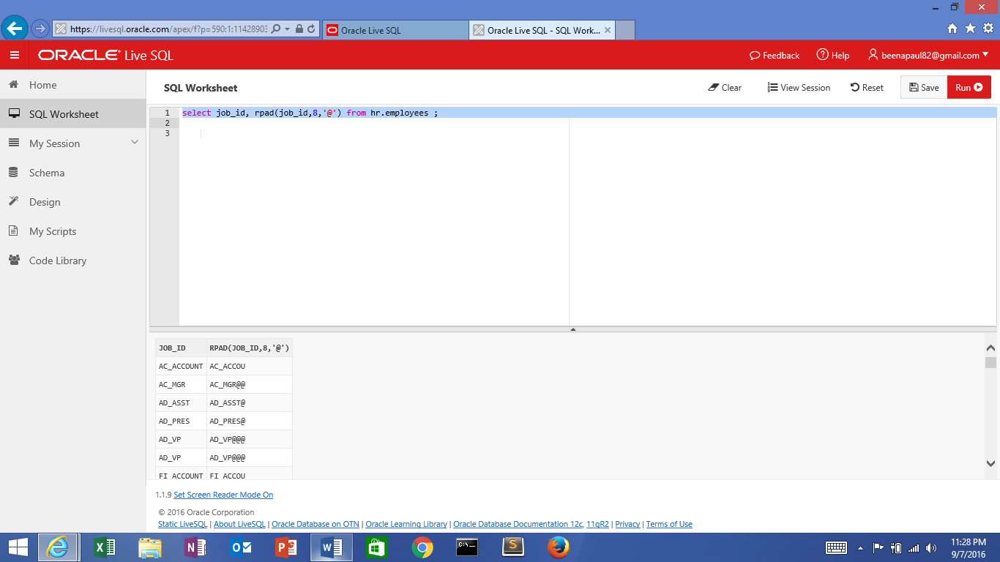 https://livesql.oracle.com/apex/f?p=590:1:11428903
Oracle Live SQL
Oracle Live SQL - SQL Work...
ORACLE Live SQL
Feedback
Help
beenapaul82@gmail.com
Home
SQL Worksheet
My Session
Schema
Design
My Scripts
Code Library
SQL Worksheet
Clear
View Session
Reset
Save
Run
1 select job_id, rpad(job_id,8,'@') from hr.employees ;
2
3
JOB_ID RPAD(JOB_ID,8,'@')
AC_ACCOUNT AC_ACCOU
AC_MGR AC_MGR@@
AD_ASST AD_ASST@
AD_PRES AD_PRES@
AD_VP AD_VP@@@
AD_VP AD_VP@@@
FI_ACCOUNT FI_ACCOU
1.1.9 Set Screen Reader Mode On
© 2016 Oracle Corporation
Static LiveSQL | About LiveSQL | Oracle Database on OTN | Oracle Learning Library | Oracle Database Documentation 12c, 11gR2 | Privacy | Terms of Use
11:28 PM
9/7/2016